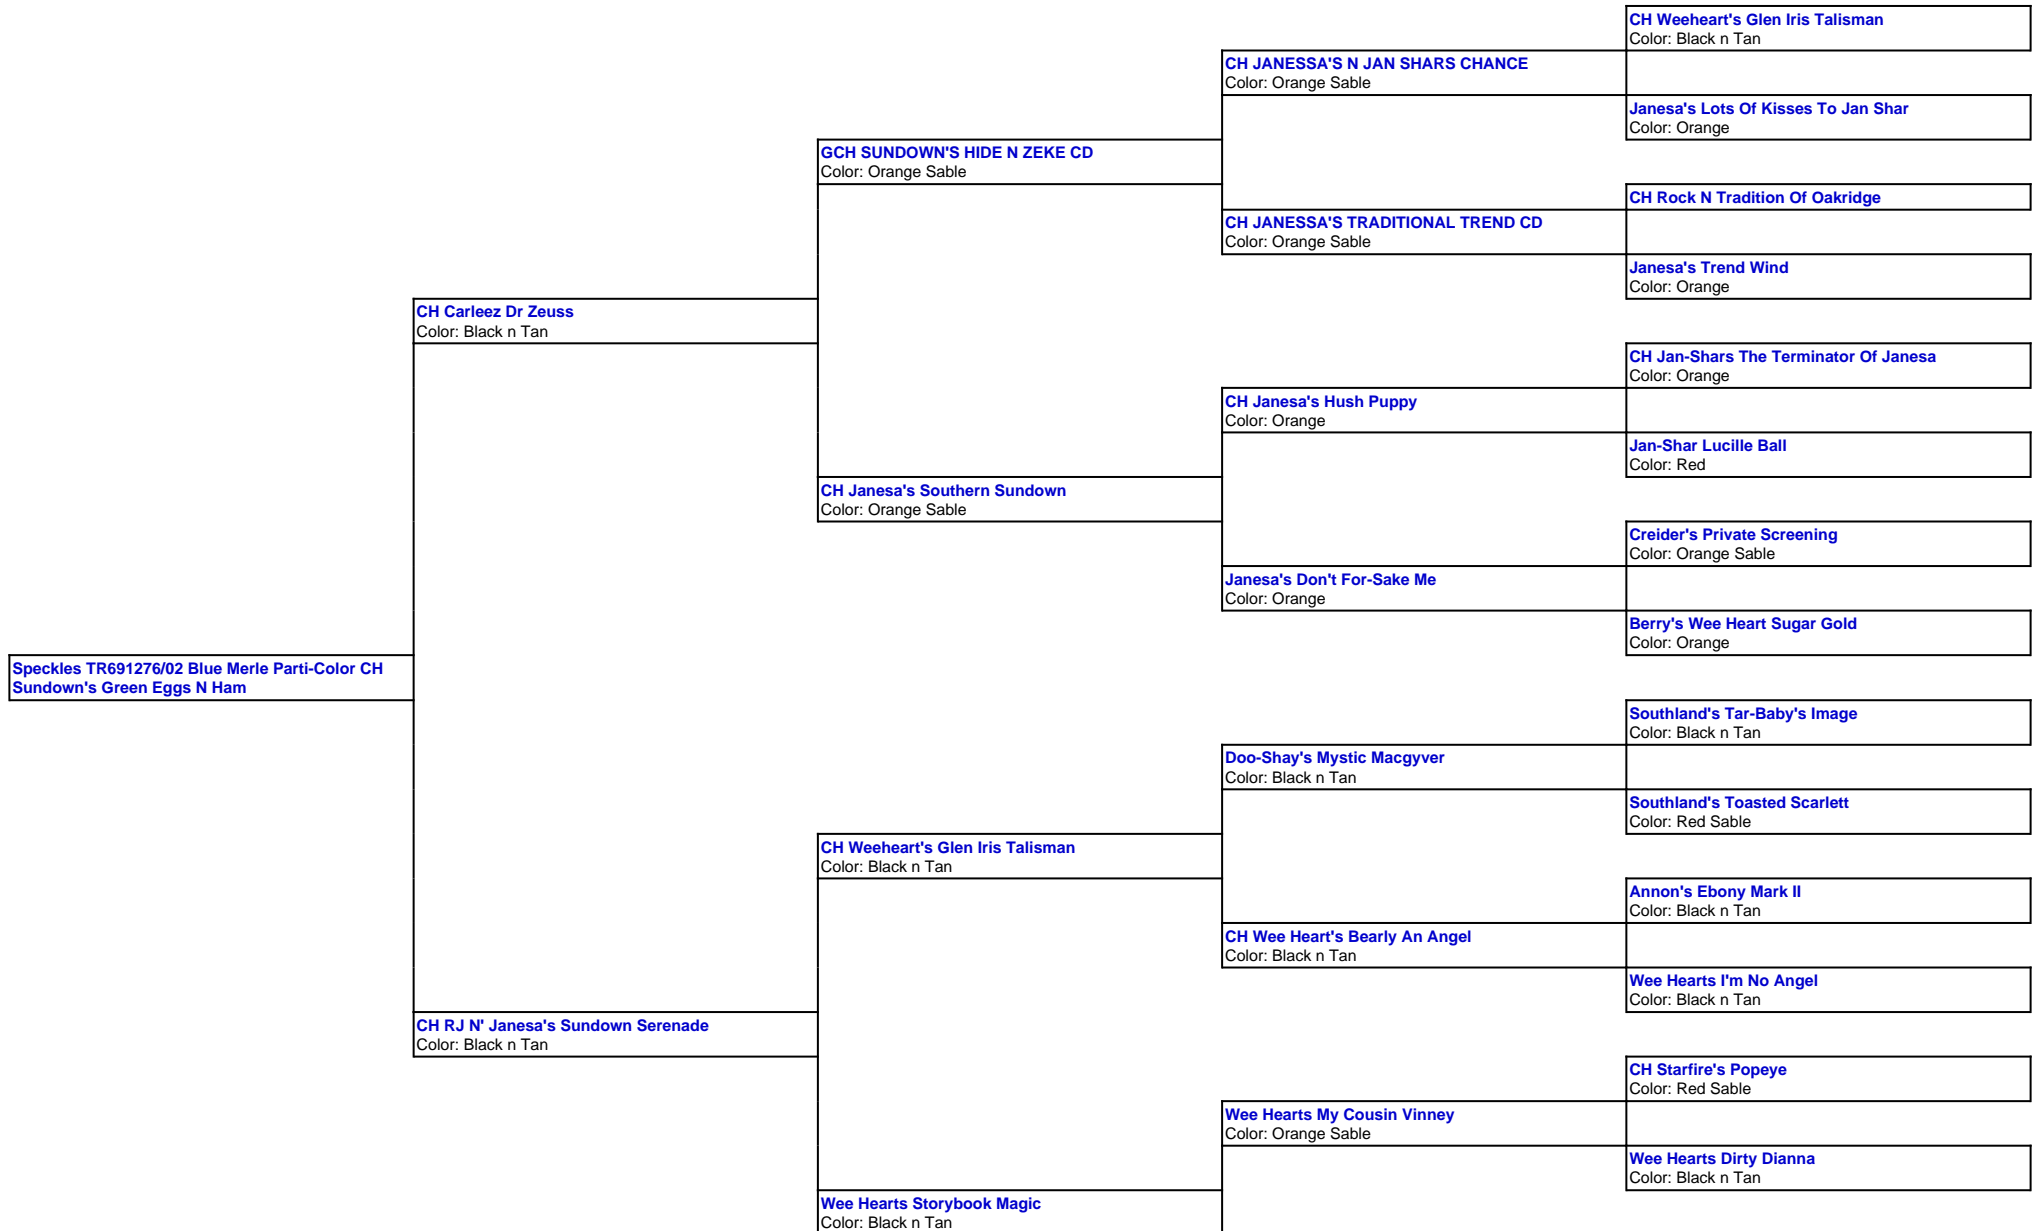 CH Weeheart's Glen Iris Talisman
Color: Black n Tan
CH JANESSA'S N JAN SHARS CHANCE
Color: Orange Sable
Janesa's Lots Of Kisses To Jan Shar
Color: Orange
GCH SUNDOWN'S HIDE N ZEKE CD
Color: Orange Sable
CH Rock N Tradition Of Oakridge
CH JANESSA'S TRADITIONAL TREND CD
Color: Orange Sable
Janesa's Trend Wind
Color: Orange
CH Carleez Dr Zeuss
Color: Black n Tan
CH Jan-Shars The Terminator Of Janesa
Color: Orange
CH Janesa's Hush Puppy
Color: Orange
Jan-Shar Lucille Ball
Color: Red
CH Janesa's Southern Sundown
Color: Orange Sable
Creider's Private Screening
Color: Orange Sable
Janesa's Don't For-Sake Me
Color: Orange
Berry's Wee Heart Sugar Gold
Color: Orange
Speckles TR691276/02 Blue Merle Parti-Color CH
Sundown's Green Eggs N Ham
Southland's Tar-Baby's Image
Color: Black n Tan
Doo-Shay's Mystic Macgyver
Color: Black n Tan
Southland's Toasted Scarlett
Color: Red Sable
CH Weeheart's Glen Iris Talisman
Color: Black n Tan
Annon's Ebony Mark II
Color: Black n Tan
CH Wee Heart's Bearly An Angel
Color: Black n Tan
Wee Hearts I'm No Angel
Color: Black n Tan
CH RJ N' Janesa's Sundown Serenade
Color: Black n Tan
CH Starfire's Popeye
Color: Red Sable
Wee Hearts My Cousin Vinney
Color: Orange Sable
Wee Hearts Dirty Dianna
Color: Black n Tan
Wee Hearts Storybook Magic
Color: Black n Tan